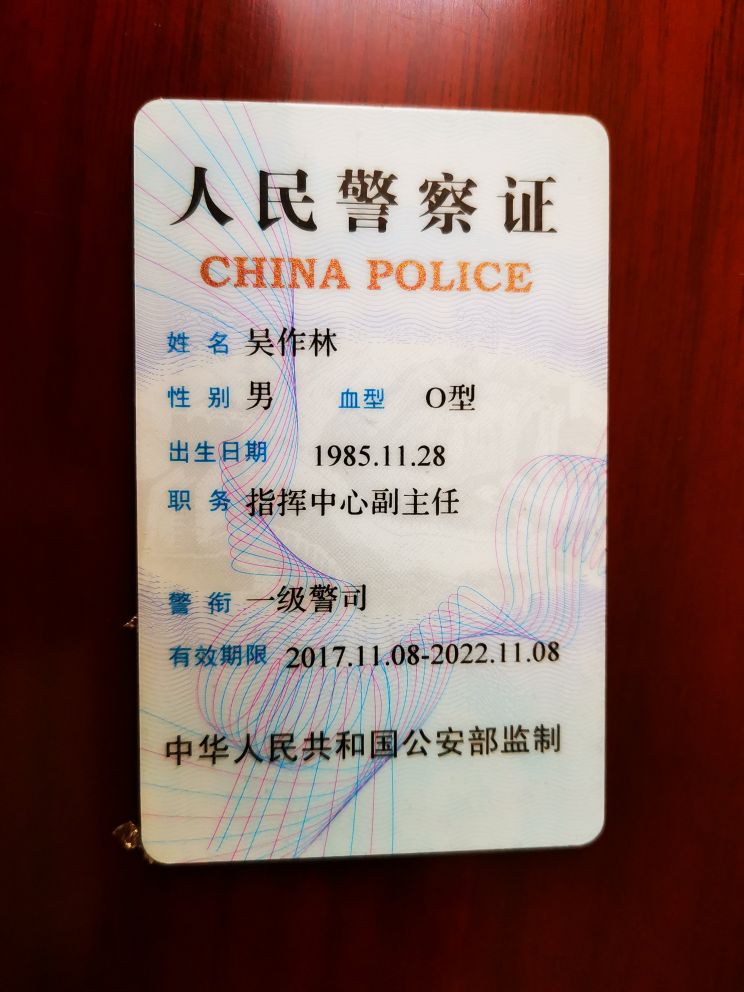 人民警察证
CHINA POLICE
姓名 吴作林
性别 男 血型 O型
出生日期 1985.11.28
职务 指挥中心副主任
警衔 一级警司
有效期限 2017.11.08-2022.11.08
中华人民共和国公安部监制